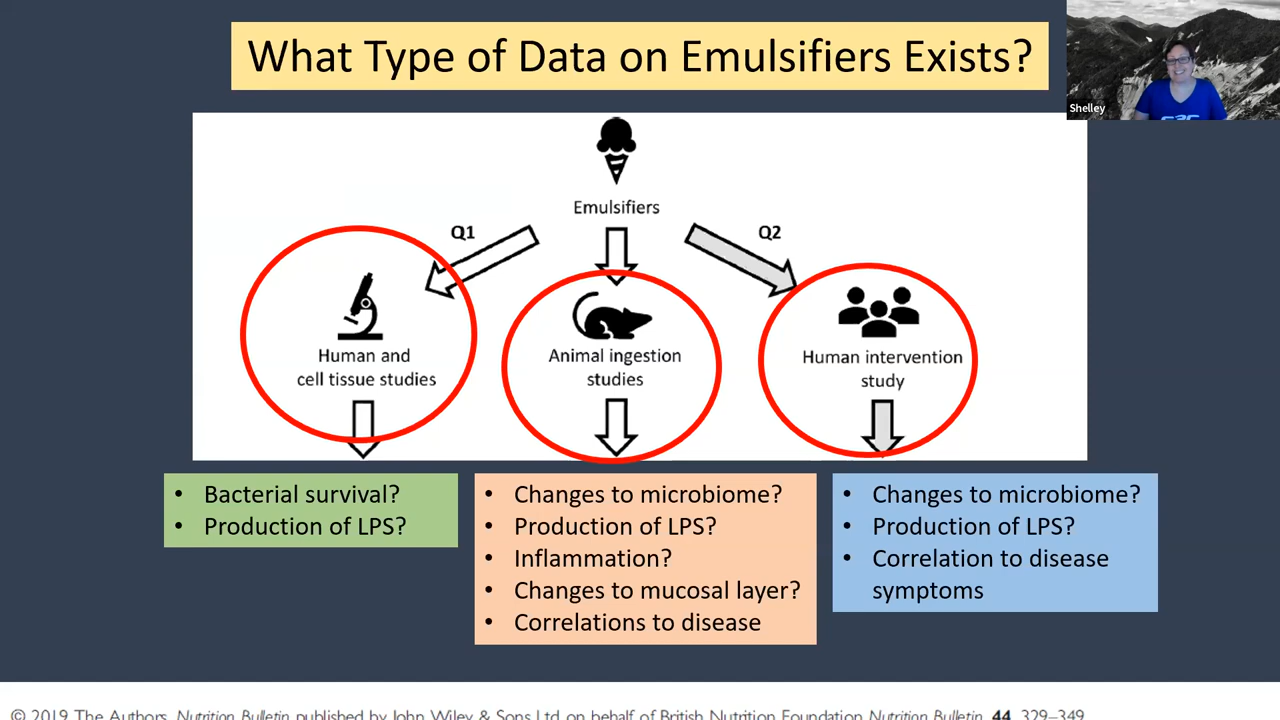 What Type of Data on Emulsifiers Exists?
Shelley
Emulsifiers
Q1
Q2
Human and
cell tissue studies
Animal ingestion
studies
Human intervention
study
• Bacterial survival?
• Production of LPS?
• Changes to microbiome?
• Production of LPS?
• Inflammation?
• Changes to mucosal layer?
• Correlations to disease
• Changes to microbiome?
• Production of LPS?
• Correlation to disease
symptoms
© 2019 The Authors. Nutrition Bulletin published by John Wiley & Sons Ltd on behalf of British Nutrition Foundation Nutrition Bulletin, 44, 329–349